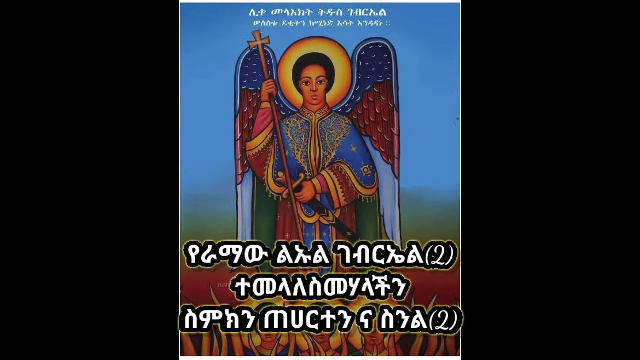 ሊቀ መላእክት ቅዱስ ገብርኤል
የራማው ልኡል ገብርኤል(2)
ተመላለስመሃላችን
ስምክን ጠሀርተን ና ስንል(2)